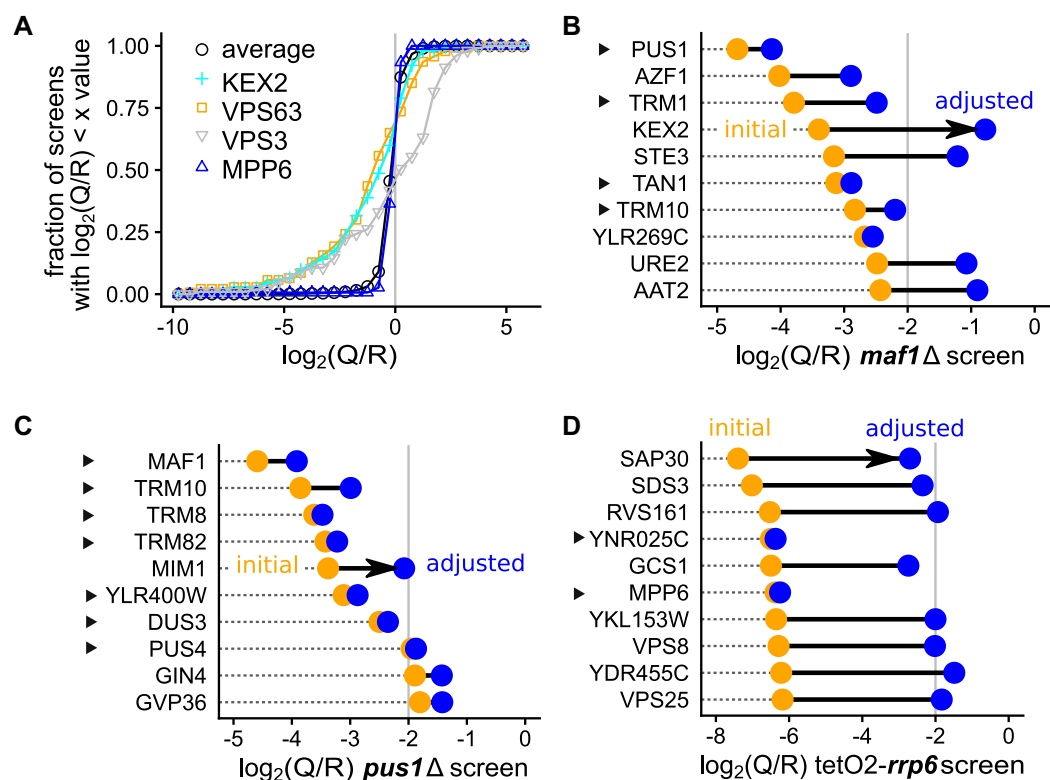 A
fraction of screens
with log2(Q/R) < x value
1.00
0.75
0.50
0.25
0.00
average
KEX2
VPS63
VPS3
MPP6
-10
-5
0
5
log2(Q/R)
B
PUS1
AZF1
TRM1
KEX2
STE3
TAN1
TRM10
YLR269C
URE2
AAT2
initial
adjusted
-5
-4
-3
-2
-1
0
log2(Q/R) maf1Δ screen
C
MAF1
TRM10
TRM8
TRM82
MIM1
YLR400W
DUS3
PUS4
GIN4
GVP36
initial
adjusted
-5
-4
-3
-2
-1
0
log2(Q/R) pus1Δ screen
D
initial
adjusted
SAP30
SDS3
RVS161
YNR025C
GCS1
MPP6
YKL153W
VPS8
YDR455C
VPS25
-8
-6
-4
-2
0
log2(Q/R) tetO2-rrp6 screen